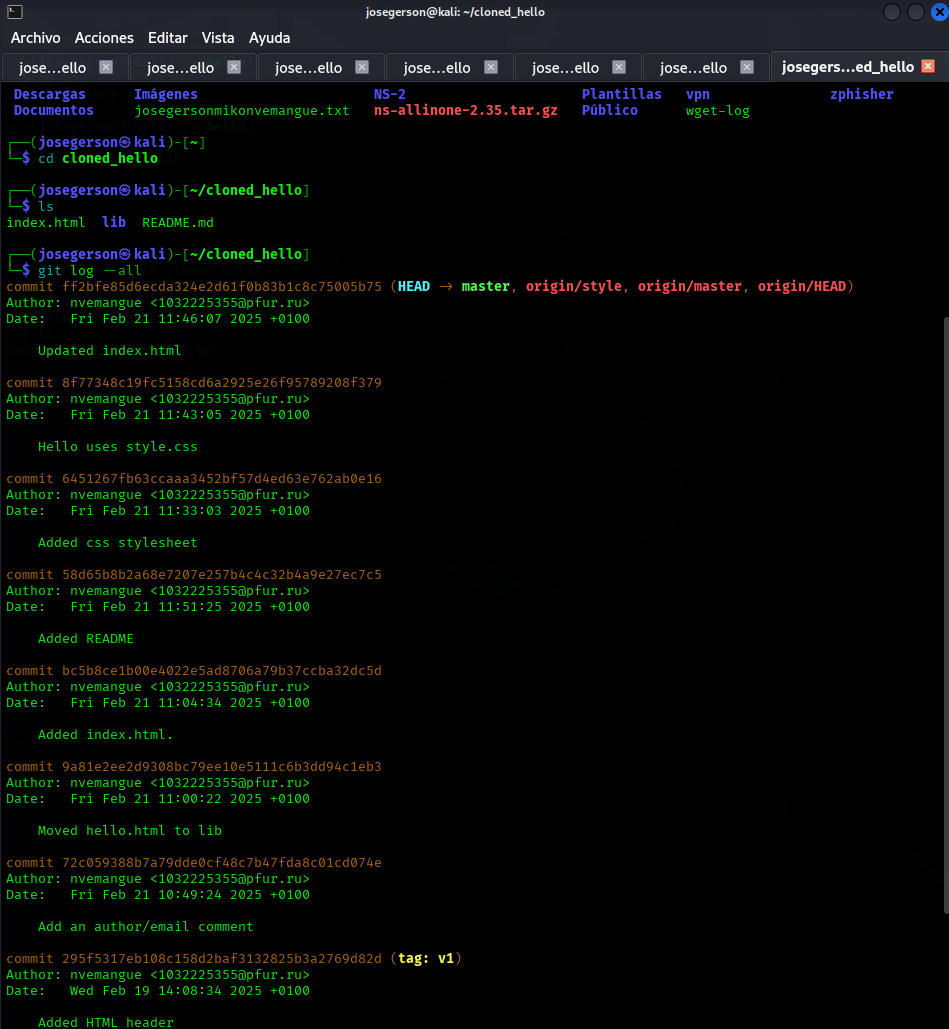 josegerson@kali: ~/cloned_hello
Archivo Acciones Editar Vista Ayuda
jose...ello jose...ello jose...ello jose...ello jose...ello jose...ello josegers...ed_hello
Descargas Imágenes NS-2 Plantillas vpn zphisher
Documentos josegersonmikonvemangue.txt ns-allinone-2.35.tar.gz Público wget-log
┌──(josegerson㉿kali)-[~]
└─$ cd cloned_hello
┌──(josegerson㉿kali)-[~/cloned_hello]
└─$ ls
index.html lib README.md
┌──(josegerson㉿kali)-[~/cloned_hello]
└─$ git log --all
commit ff2bfe85d6ecda324e2d61f0b83b1c8c75005b75 (HEAD -> master, origin/style, origin/master, origin/HEAD)
Author: nvemangue <1032225355@pfur.ru>
Date: Fri Feb 21 11:46:07 2025 +0100
Updated index.html
commit 8f77348c19fc5158cd6a2925e26f95789208f379
Author: nvemangue <1032225355@pfur.ru>
Date: Fri Feb 21 11:43:05 2025 +0100
Hello uses style.css
commit 6451267fb63ccaaa3452bf57d4ed63e762ab0e16
Author: nvemangue <1032225355@pfur.ru>
Date: Fri Feb 21 11:33:03 2025 +0100
Added css stylesheet
commit 58d65b8b2a68e7207e257b4c4c32b4a9e27ec7c5
Author: nvemangue <1032225355@pfur.ru>
Date: Fri Feb 21 11:51:25 2025 +0100
Added README
commit bc5b8ce1b00e4022e5ad8706a79b37ccba32dc5d
Author: nvemangue <1032225355@pfur.ru>
Date: Fri Feb 21 11:04:34 2025 +0100
Added index.html.
commit 9a81e2ee2d9308bc79ee10e5111c6b3dd94c1eb3
Author: nvemangue <1032225355@pfur.ru>
Date: Fri Feb 21 11:00:22 2025 +0100
Moved hello.html to lib
commit 72c059388b7a79dde0cf48c7b47fda8c01cd074e
Author: nvemangue <1032225355@pfur.ru>
Date: Fri Feb 21 10:49:24 2025 +0100
Add an author/email comment
commit 295f5317eb108c158d2baf3132825b3a2769d82d (tag: v1)
Author: nvemangue <1032225355@pfur.ru>
Date: Wed Feb 19 14:08:34 2025 +0100
Added HTML header